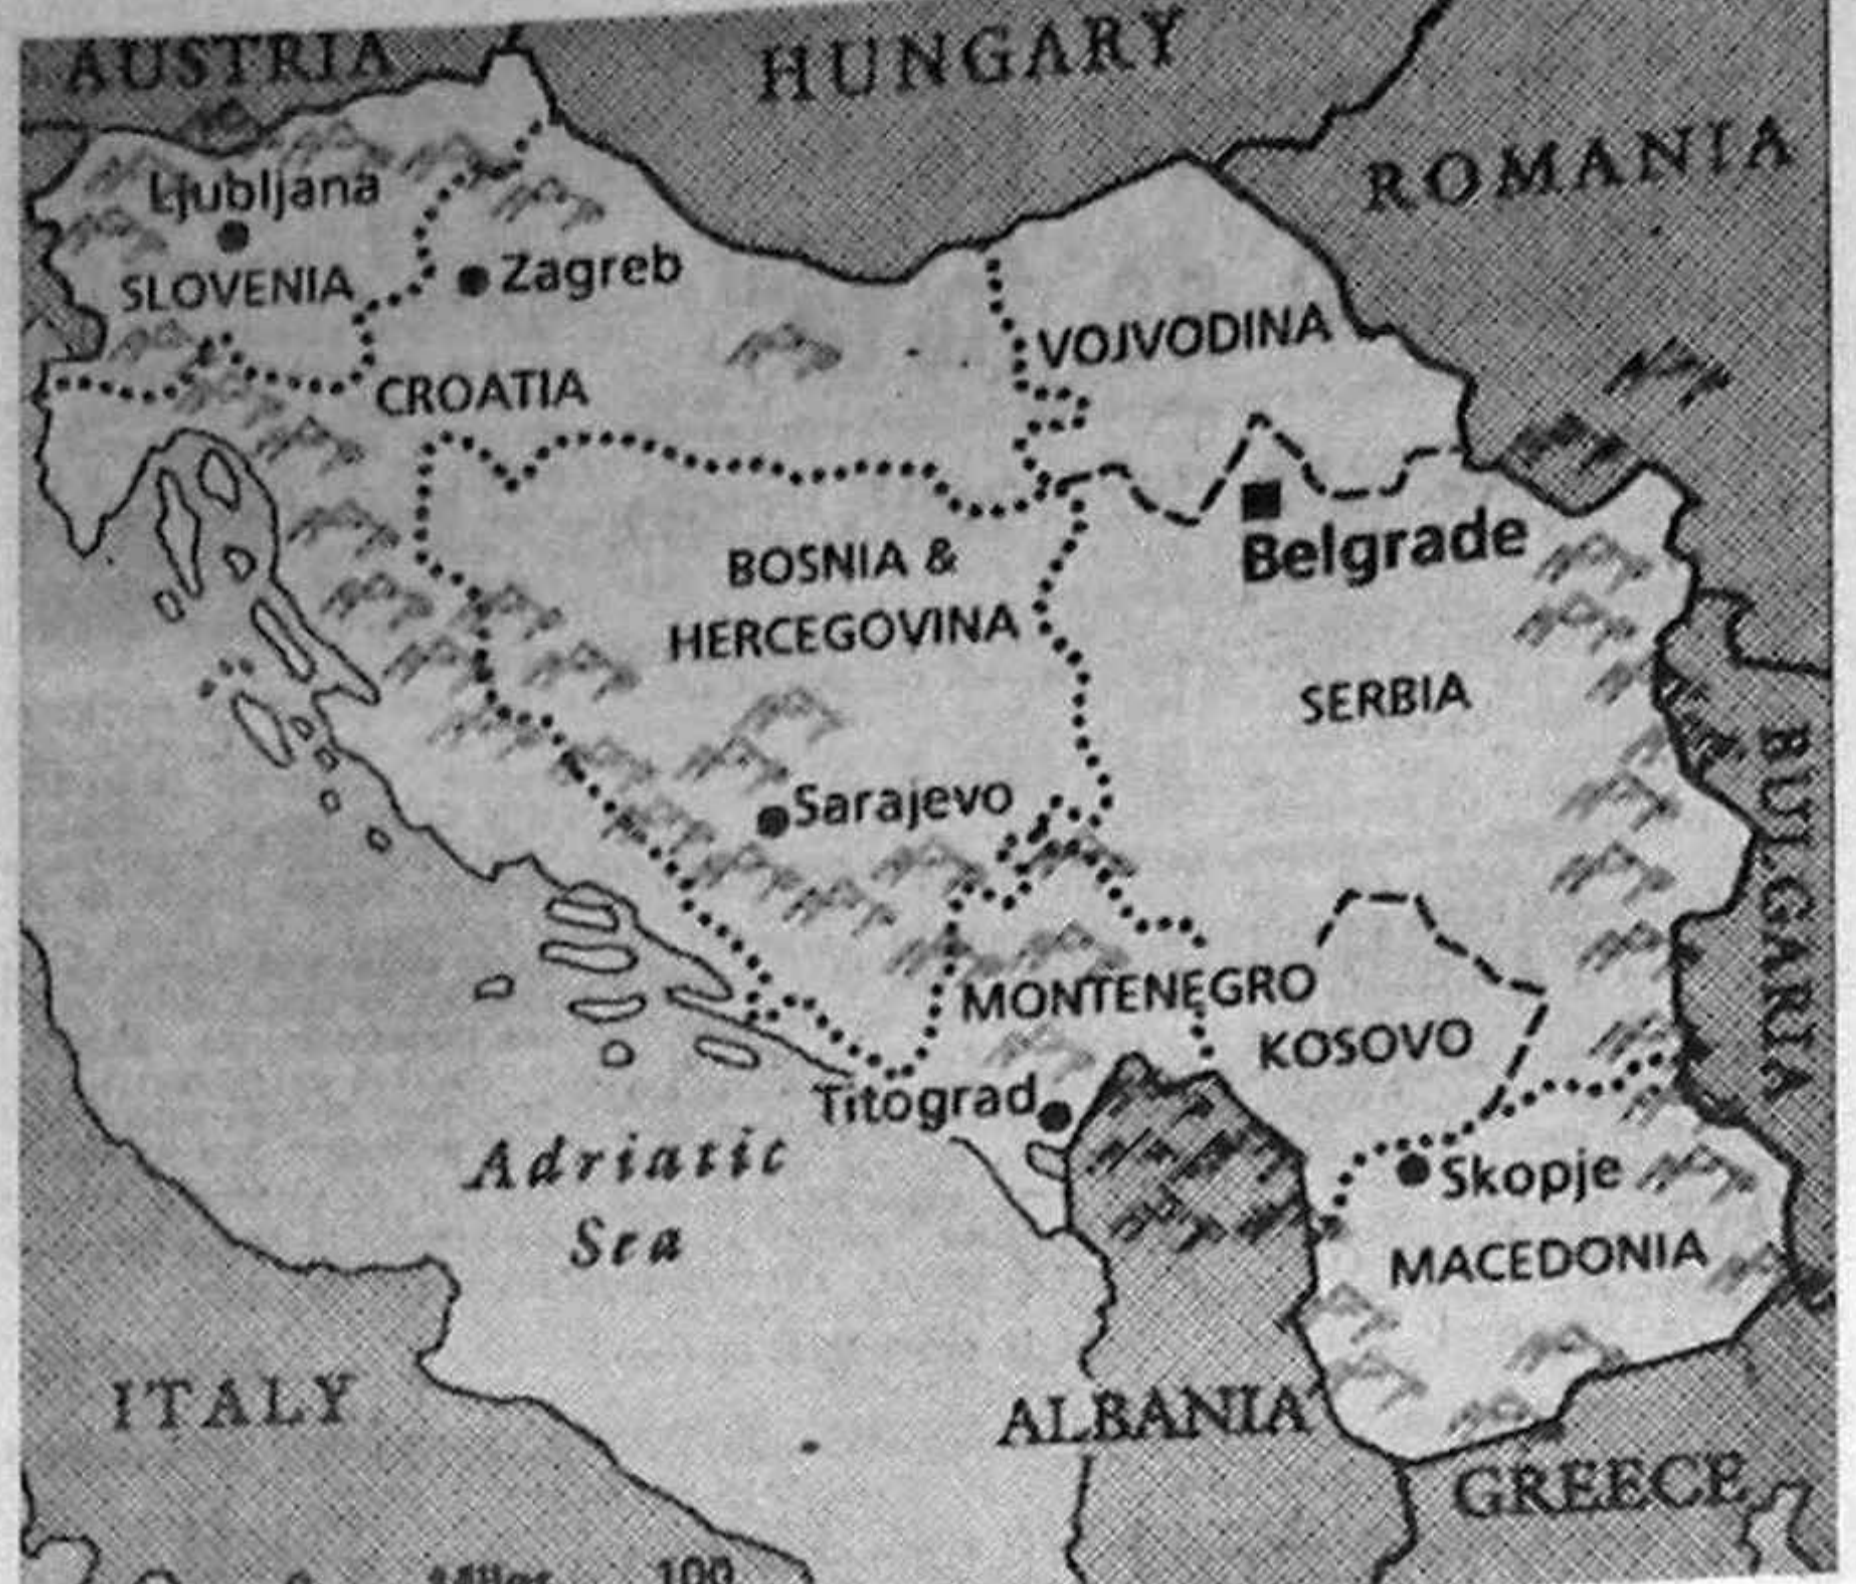 AUSTRIA
HUNGARY
ROMANIA
Ljubljana
SLOVENIA
Zagreb
CROATIA
VOJVODINA
Belgrade
BOSNIA &
HERCEGOVINA
SERBIA
Sarajevo
BULGARIA
MONTENEGRO
KOSOVO
Titograd
Adriatic
Sea
Skopje
MACEDONIA
ITALY
ALBANIA
GREECE
Miles 100